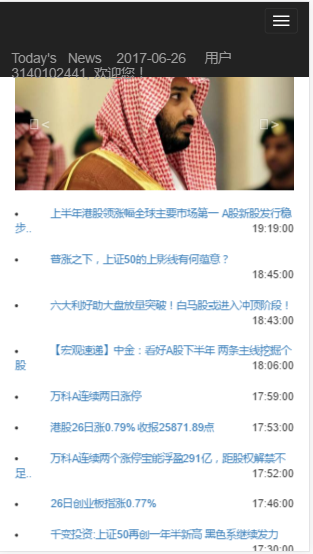 Today's News 2017-06-26 用户
3140102441, 欢迎您！
<
>
上半年港股领涨幅全球主要市场第一 A股新股发行稳
步..
19:19:00
普涨之下，上证50的上影线有何蕴意？
18:45:00
六大利好助大盘放量突破！白马股或进入冲顶阶段！
18:43:00
【宏观速递】中金：看好A股下半年 两条主线挖掘个
股
18:06:00
万科A连续两日涨停 17:59:00
港股26日涨0.79% 收报25871.89点 17:53:00
万科A连续两个涨停宝能浮盈291亿，距股权解禁不
足..
17:52:00
26日创业板指涨0.77% 17:46:00
千变投资:上证50再创一年半新高 黑色系继续发力
17:30:00